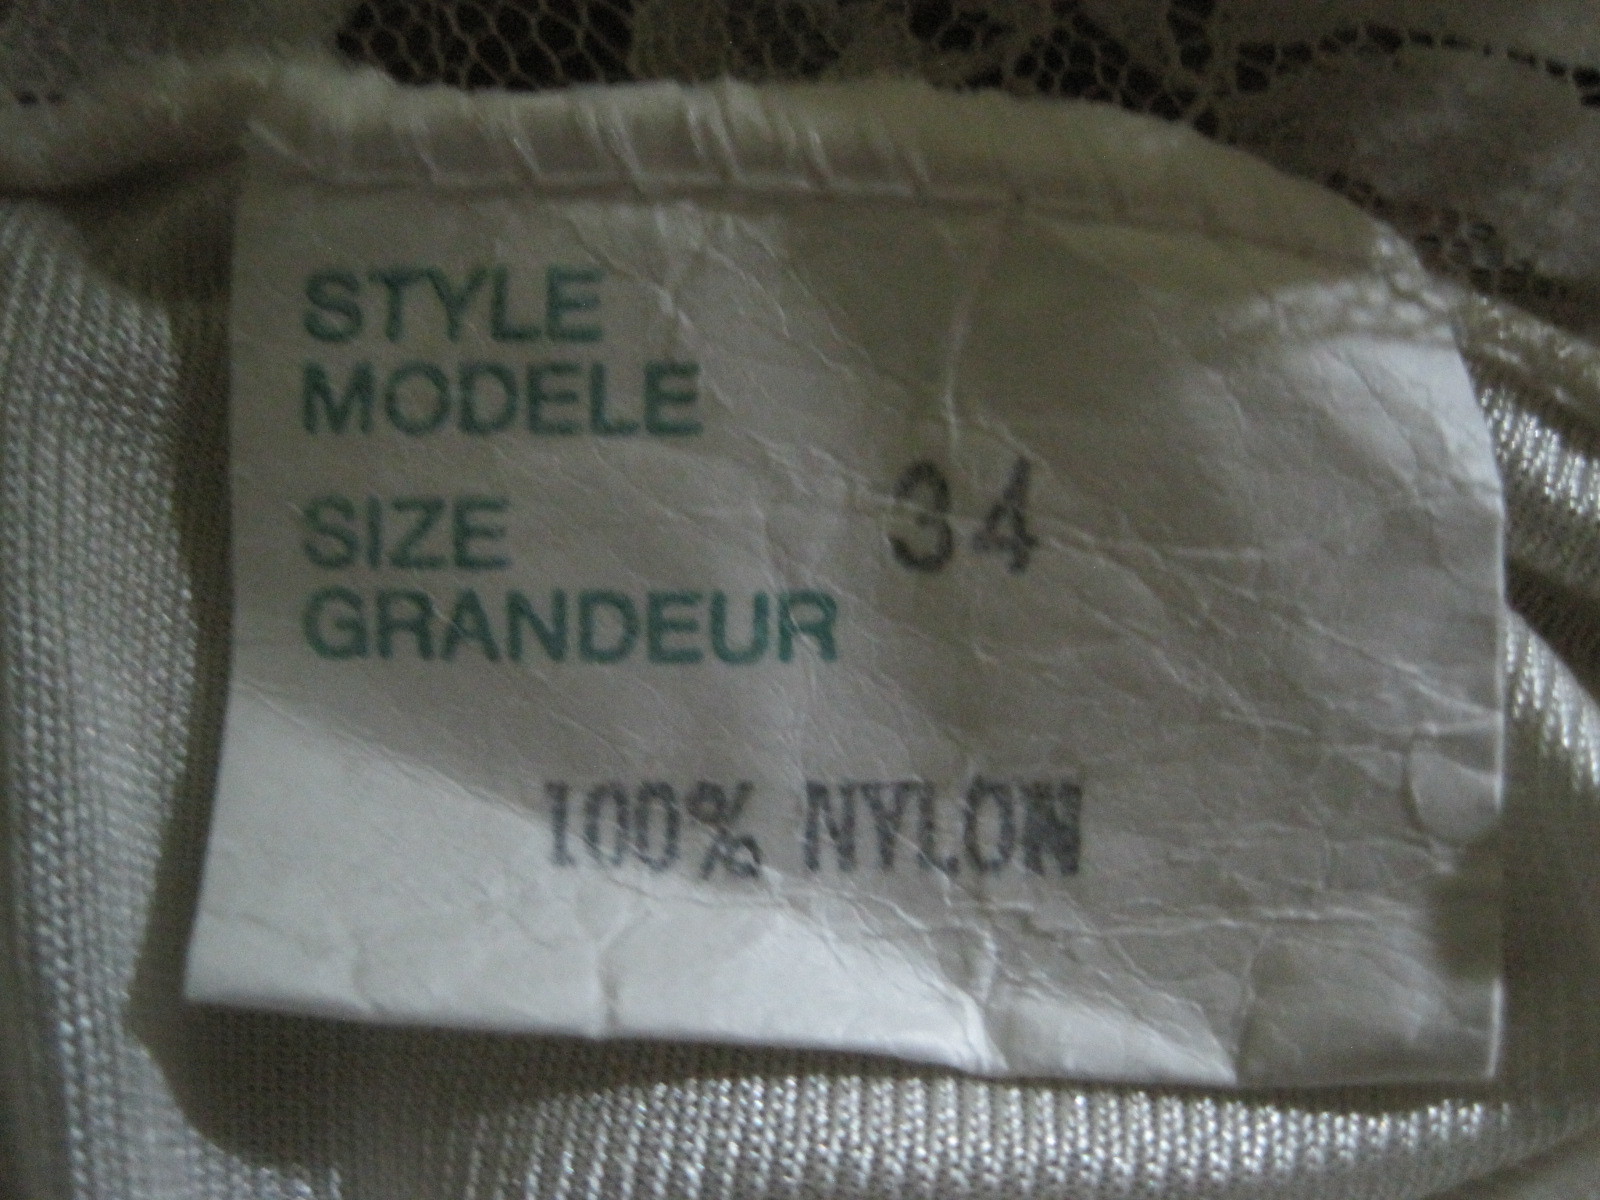 STYLE
MODELE
SIZE 34
GRANDEUR
100% NYLON